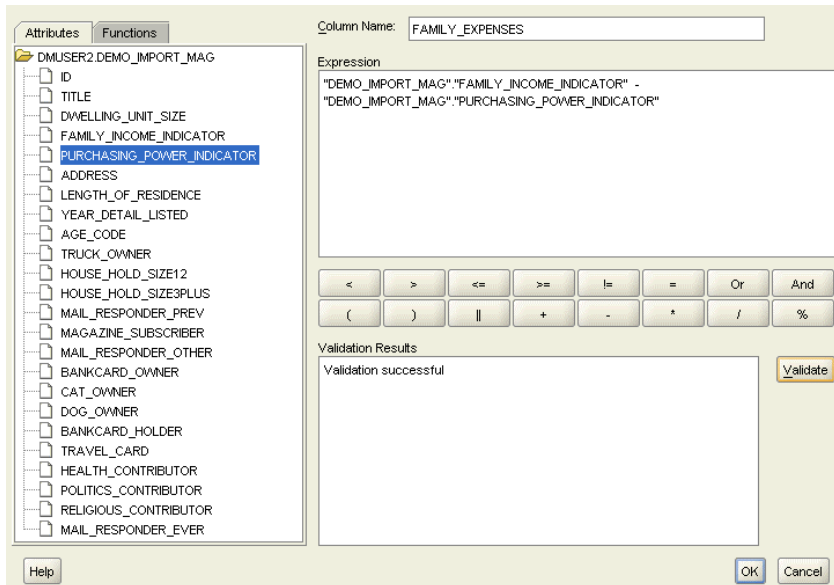 Attributes
Functions
DMUSER2.DEMO_IMPORT_MAG
ID
TITLE
DWELLING_UNIT_SIZE
FAMILY_INCOME_INDICATOR
PURCHASING_POWER_INDICATOR
ADDRESS
LENGTH_OF_RESIDENCE
YEAR_DETAIL_LISTED
AGE_CODE
TRUCK_OWNER
HOUSE_HOLD_SIZE12
HOUSE_HOLD_SIZE3PLUS
MAIL_RESPONDER_PREV
MAGAZINE_SUBSCRIBER
MAIL_RESPONDER_OTHER
BANKCARD_OWNER
CAT_OWNER
DOG_OWNER
BANKCARD_HOLDER
TRAVEL_CARD
HEALTH_CONTRIBUTOR
POLITICS_CONTRIBUTOR
RELIGIOUS_CONTRIBUTOR
MAIL_RESPONDER_EVER
Column Name: FAMILY_EXPENSES
Expression
"DEMO_IMPORT_MAG"."FAMILY_INCOME_INDICATOR" -
"DEMO_IMPORT_MAG"."PURCHASING_POWER_INDICATOR"
< > <= >= != = Or And
( ) || + - * / %
Validation Results
Validation successful
Validate
Help
OK
Cancel